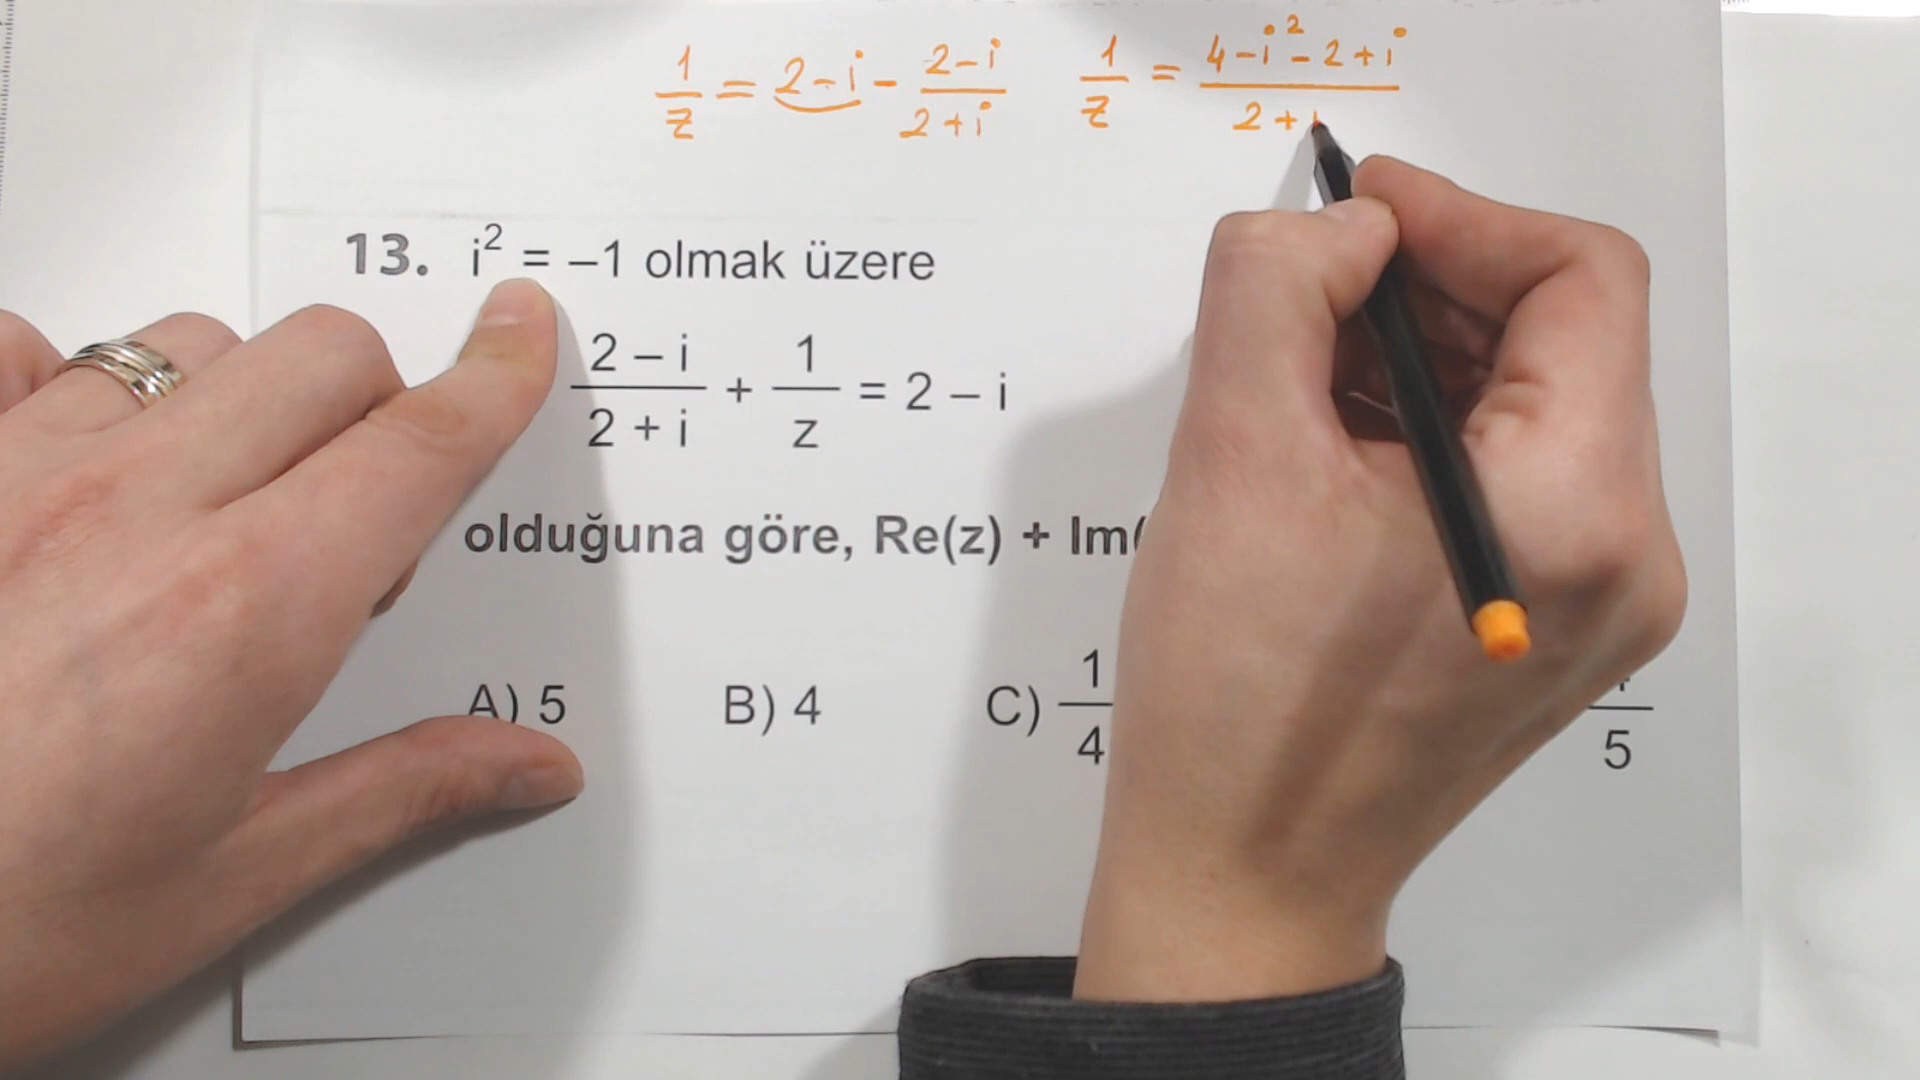 1/z = 2 - i - (2 - i)/(2 + i)    1/z = (4 - i² - 2 + i)/(2 +
13. i² = –1 olmak üzere
(2 – i)/(2 + i) + 1/z = 2 – i
olduğuna göre, Re(z) + Im(
A) 5    B) 4    C) 1/4    /5